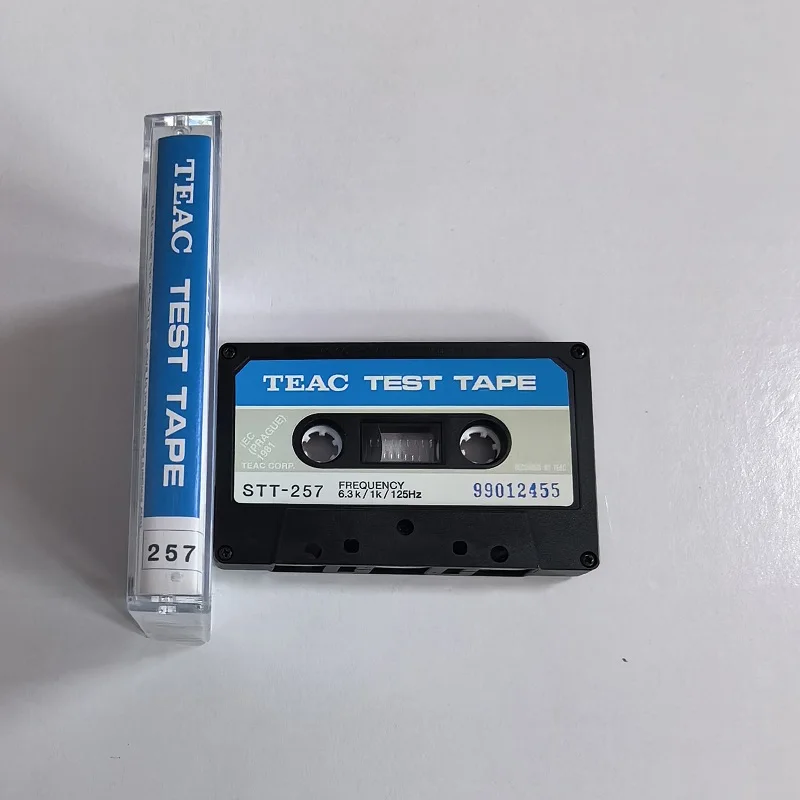 TEAC TEST TAPE
257
TEAC TEST TAPE
IEC
(PRAGUE)
1981
TEAC CORP.
STT-257
FREQUENCY
6.3k/1k/125Hz
99012455